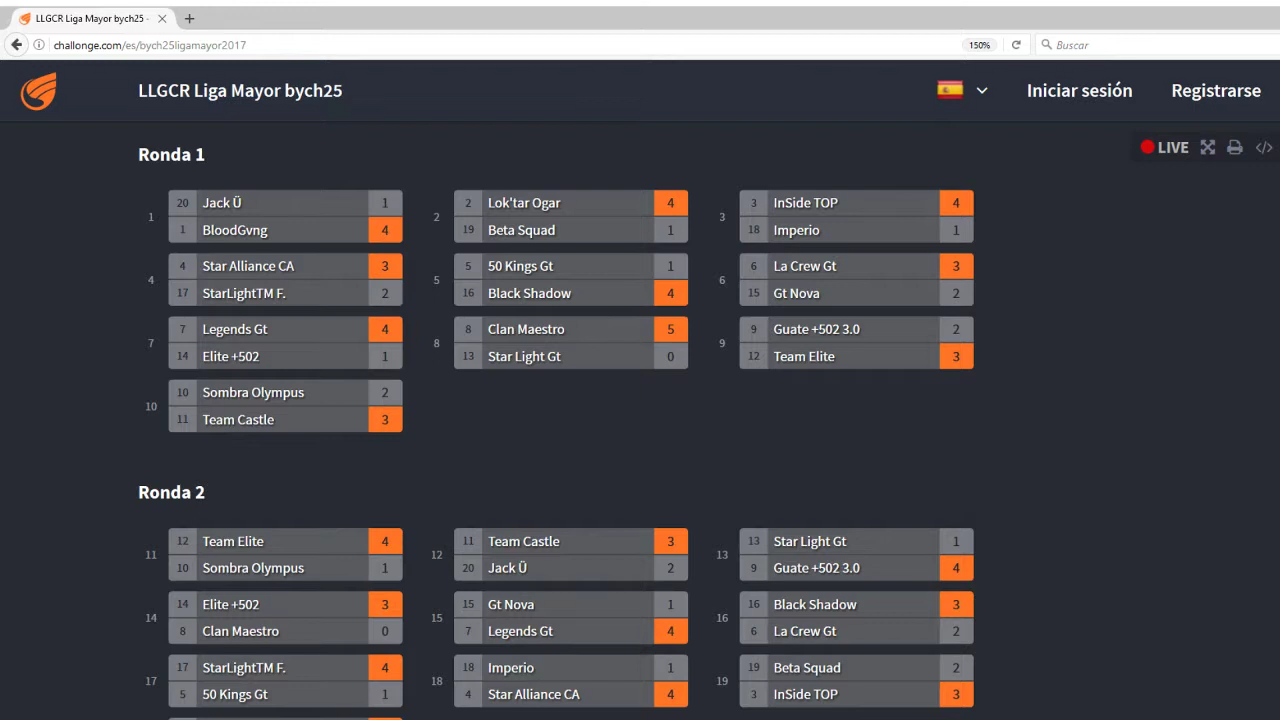 LLGCR Liga Mayor bych25 -
challonge.com/es/bych25ligamayor2017
150%
Buscar
LLGCR Liga Mayor bych25
Iniciar sesión
Registrarse
LIVE
Ronda 1
1
20 Jack Ü 1
1 BloodGvng 4
2
2 Lok'tar Ogar 4
19 Beta Squad 1
3
3 InSide TOP 4
18 Imperio 1
4
4 Star Alliance CA 3
17 StarLightTM F. 2
5
5 50 Kings Gt 1
16 Black Shadow 4
6
6 La Crew Gt 3
15 Gt Nova 2
7
7 Legends Gt 4
14 Elite +502 1
8
8 Clan Maestro 5
13 Star Light Gt 0
9
9 Guate +502 3.0 2
12 Team Elite 3
10
10 Sombra Olympus 2
11 Team Castle 3
Ronda 2
11
12 Team Elite 4
10 Sombra Olympus 1
12
11 Team Castle 3
20 Jack Ü 2
13
13 Star Light Gt 1
9 Guate +502 3.0 4
14
14 Elite +502 3
8 Clan Maestro 0
15
15 Gt Nova 1
7 Legends Gt 4
16
16 Black Shadow 3
6 La Crew Gt 2
17
17 StarLightTM F. 4
5 50 Kings Gt 1
18
18 Imperio 1
4 Star Alliance CA 4
19
19 Beta Squad 2
3 InSide TOP 3